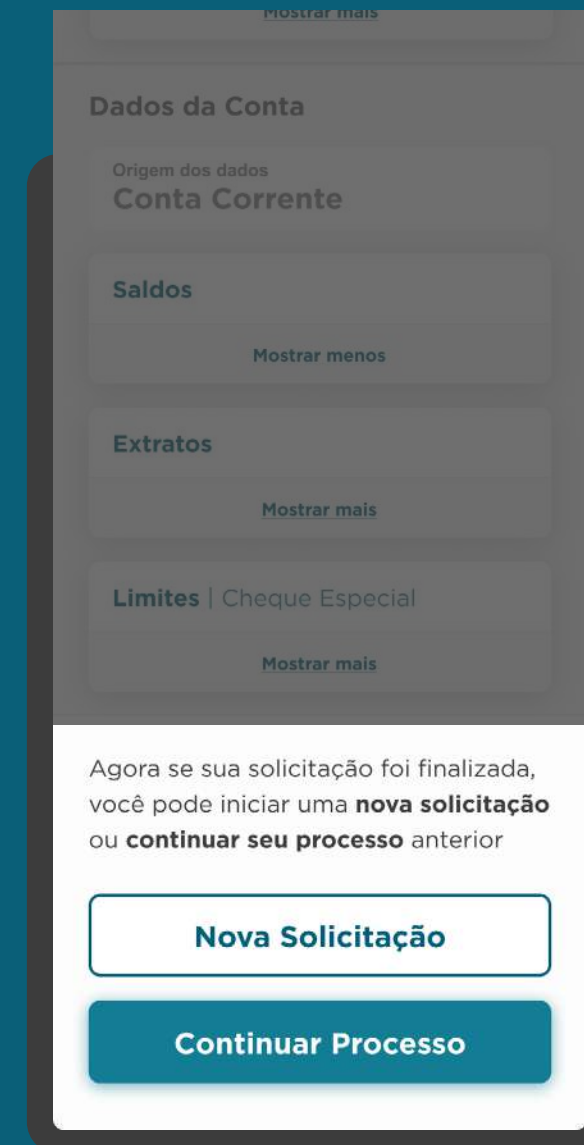 Mostrar mais
Dados da Conta
Origem dos dados
Conta Corrente
Saldos
Mostrar menos
Extratos
Mostrar mais
Limites | Cheque Especial
Mostrar mais
Agora se sua solicitação foi finalizada,
você pode iniciar uma nova solicitação
ou continuar seu processo anterior
Nova Solicitação
Continuar Processo